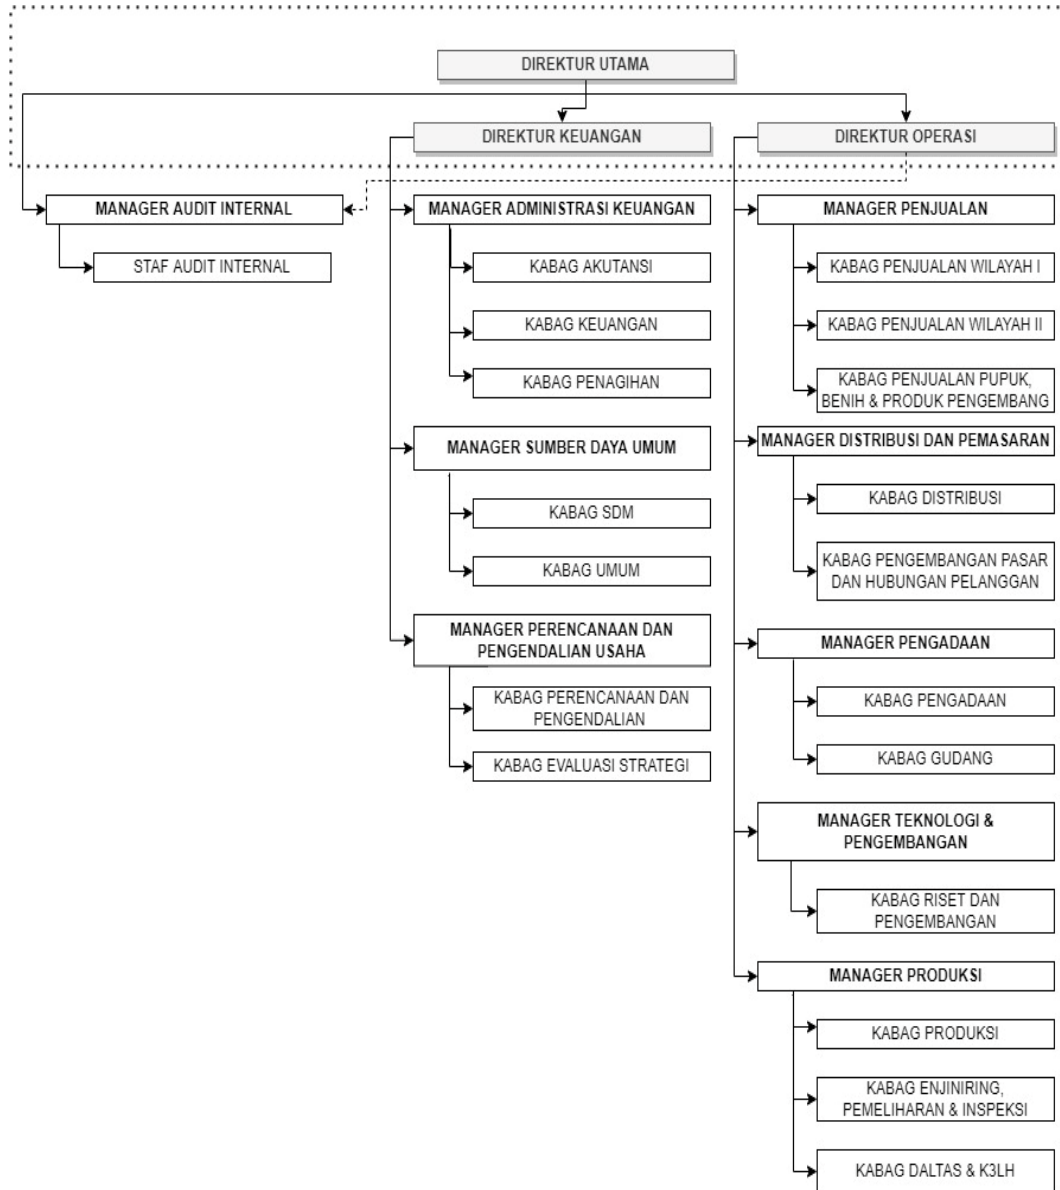 DIREKTUR UTAMA
DIREKTUR KEUANGAN
DIREKTUR OPERASI
MANAGER AUDIT INTERNAL
STAF AUDIT INTERNAL
MANAGER ADMINISTRASI KEUANGAN
KABAG AKUTANSI
KABAG KEUANGAN
KABAG PENAGIHAN
MANAGER SUMBER DAYA UMUM
KABAG SDM
KABAG UMUM
MANAGER PERENCANAAN DAN
PENGENDALIAN USAHA
KABAG PERENCANAAN DAN
PENGENDALIAN
KABAG EVALUASI STRATEGI
MANAGER PENJUALAN
KABAG PENJUALAN WILAYAH I
KABAG PENJUALAN WILAYAH II
KABAG PENJUALAN PUPUK,
BENIH & PRODUK PENGEMBANG
MANAGER DISTRIBUSI DAN PEMASARAN
KABAG DISTRIBUSI
KABAG PENGEMBANGAN PASAR
DAN HUBUNGAN PELANGGAN
MANAGER PENGADAAN
KABAG PENGADAAN
KABAG GUDANG
MANAGER TEKNOLOGI &
PENGEMBANGAN
KABAG RISET DAN
PENGEMBANGAN
MANAGER PRODUKSI
KABAG PRODUKSI
KABAG ENJINIRING,
PEMELIHARAN & INSPEKSI
KABAG DALTAS & K3LH